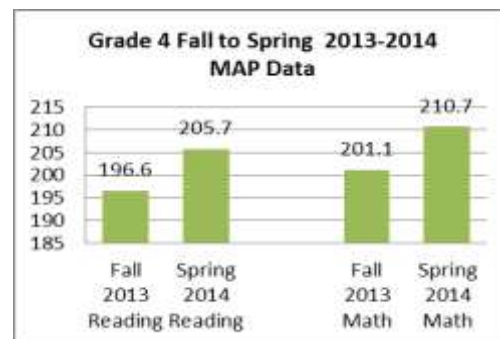 Grade 4 Fall to Spring 2013-2014
MAP Data
215
210
205
200
195
190
185
196.6
205.7
201.1
210.7
Fall
2013
Reading
Spring
2014
Reading
Fall
2013
Math
Spring
2014
Math